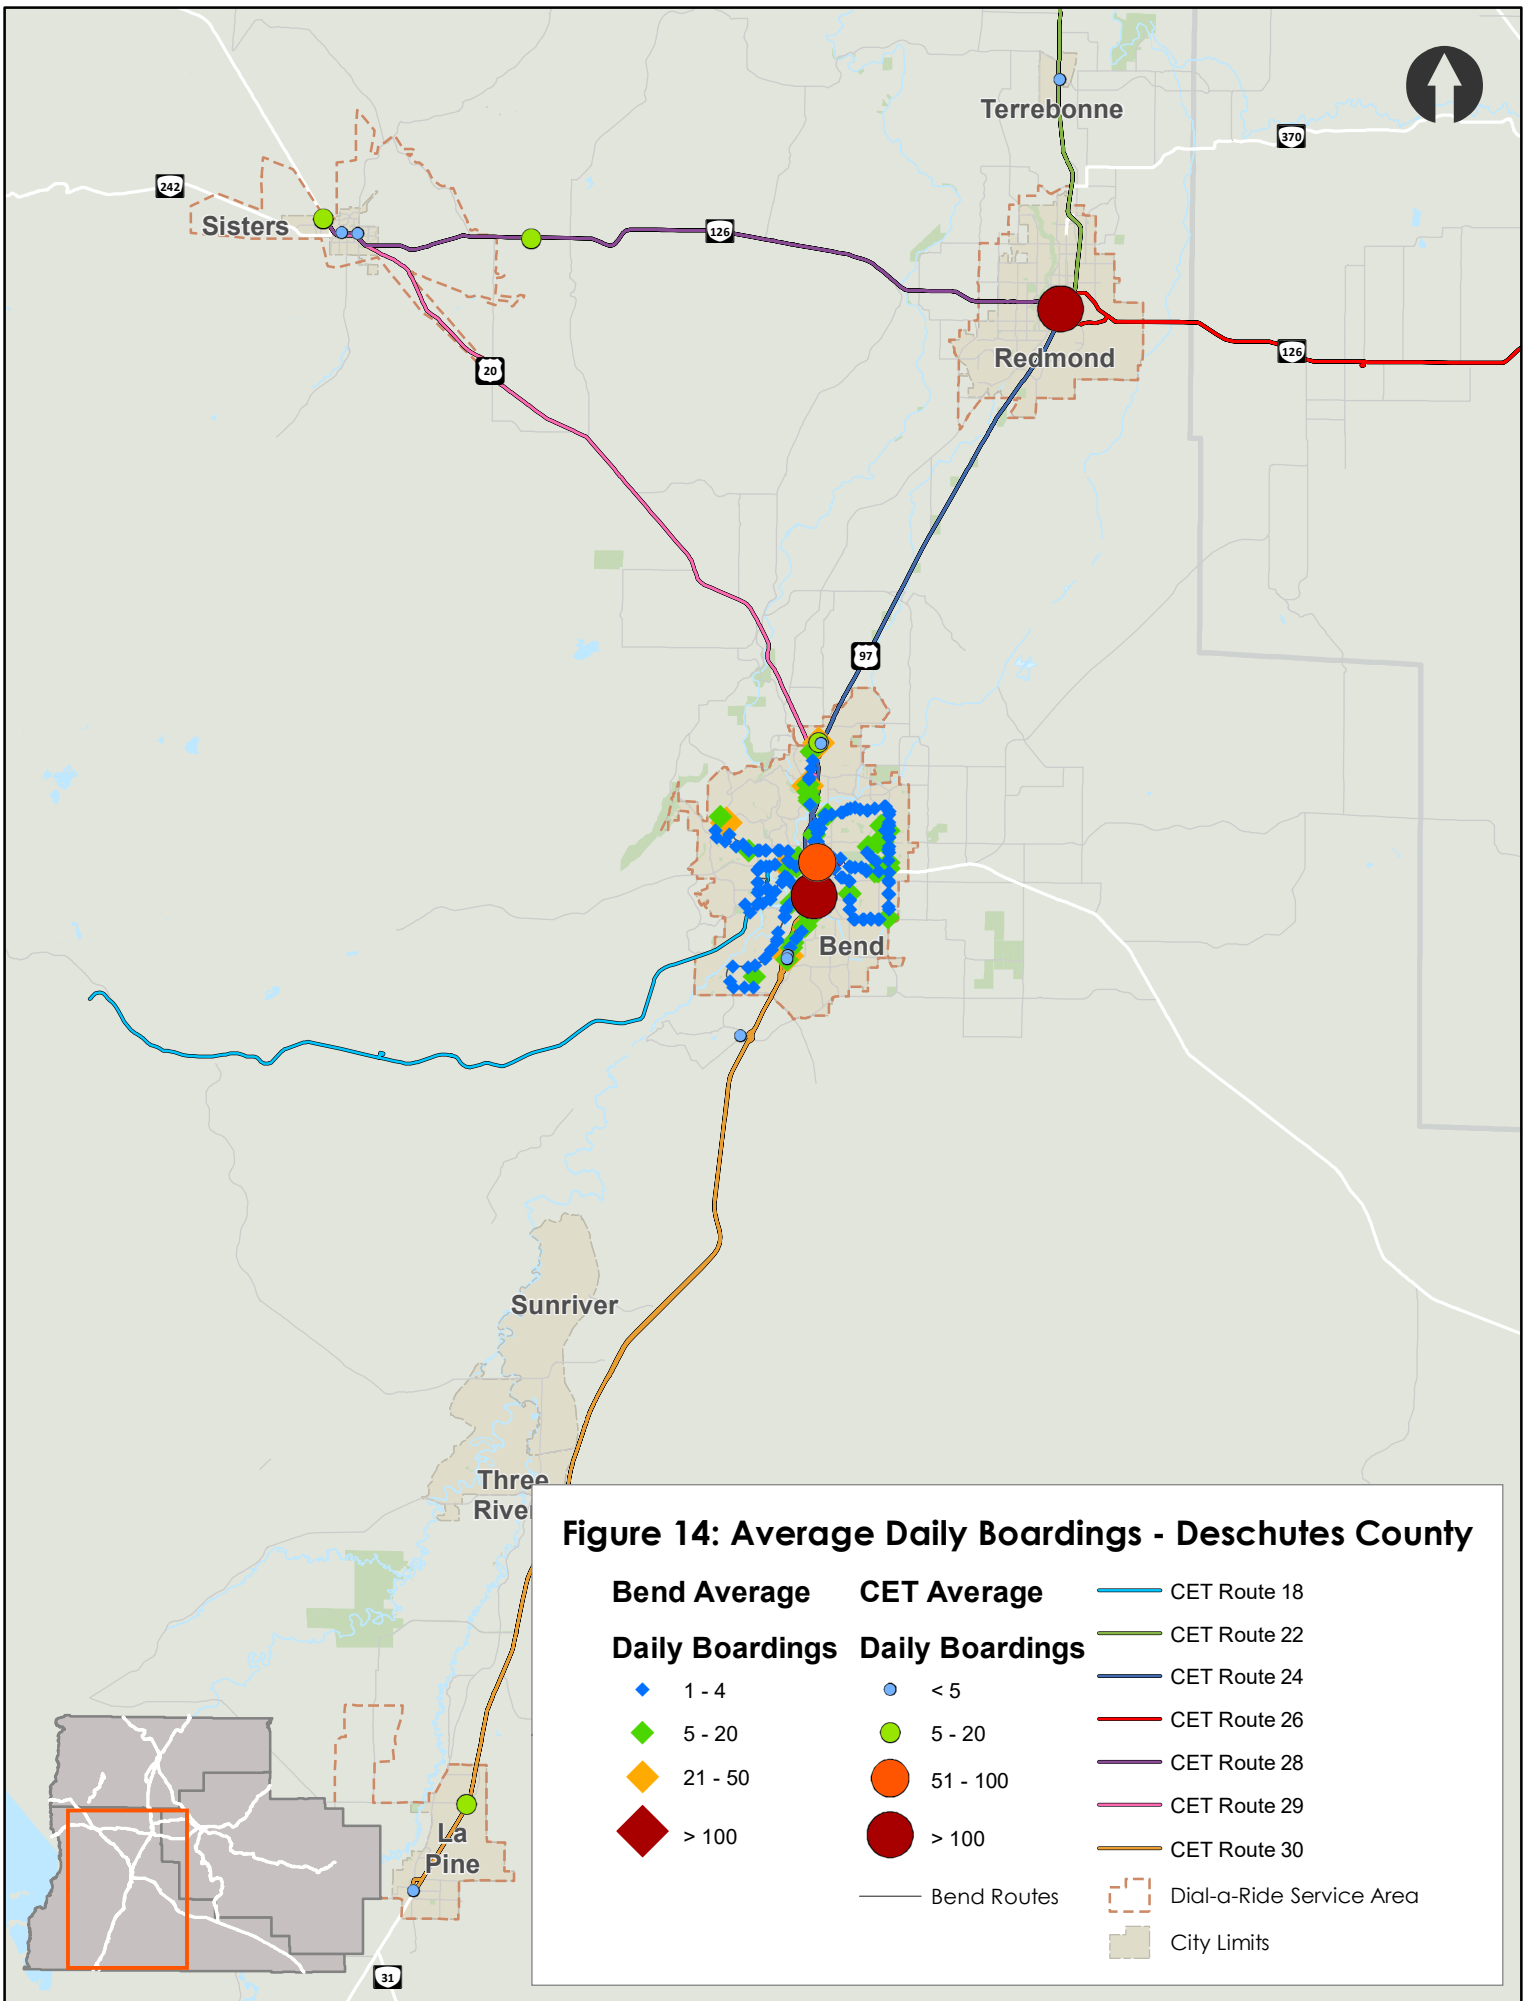 Terrebonne
370
242
Sisters
126
Redmond
126
20
97
Bend
Sunriver
Three
River
La
Pine
31
Figure 14: Average Daily Boardings - Deschutes County
Bend Average
Daily Boardings
1 - 4
5 - 20
21 - 50
> 100
CET Average
Daily Boardings
< 5
5 - 20
51 - 100
> 100
Bend Routes
CET Route 18
CET Route 22
CET Route 24
CET Route 26
CET Route 28
CET Route 29
CET Route 30
Dial-a-Ride Service Area
City Limits